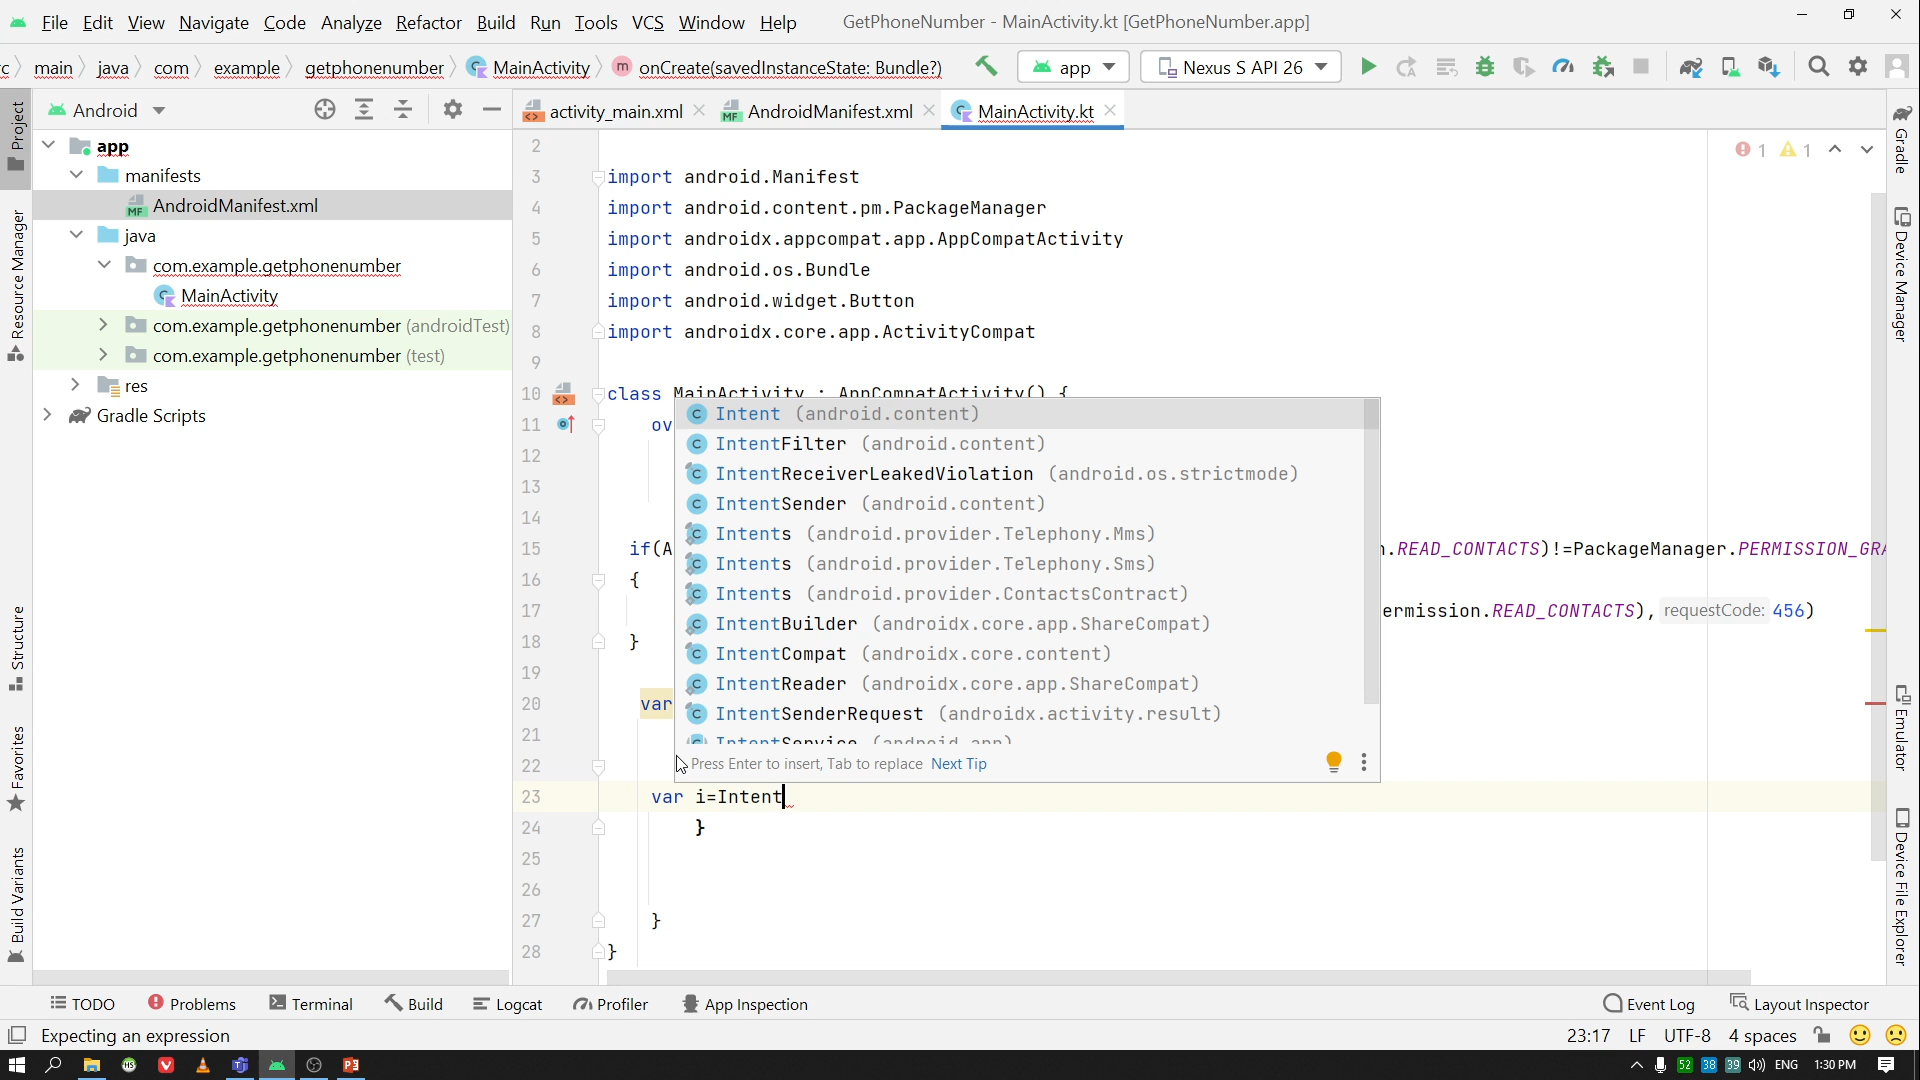 File Edit View Navigate Code Analyze Refactor Build Run Tools VCS Window Help GetPhoneNumber - MainActivity.kt [GetPhoneNumber.app]
main java com example getphonenumber MainActivity m onCreate(savedInstanceState: Bundle?) app Nexus S API 26
Android activity_main.xml AndroidManifest.xml MainActivity.kt
Project
Resource Manager
Structure
Favorites
Build Variants
app
manifests
AndroidManifest.xml
java
com.example.getphonenumber
MainActivity
com.example.getphonenumber (androidTest)
com.example.getphonenumber (test)
res
Gradle Scripts
1 1
2
3 import android.Manifest
4 import android.content.pm.PackageManager
5 import androidx.appcompat.app.AppCompatActivity
6 import android.os.Bundle
7 import android.widget.Button
8 import androidx.core.app.ActivityCompat
9
10 class MainActivity : AppCompatActivity() {
11 ov
12
13
14
15 if(A .READ_CONTACTS)!=PackageManager.PERMISSION_GRA
16 {
17 ermission.READ_CONTACTS), requestCode: 456)
18 }
19
20 var
21
22
23 var i=Intent
24 }
25
26
27 }
28 }
Intent (android.content)
IntentFilter (android.content)
IntentReceiverLeakedViolation (android.os.strictmode)
IntentSender (android.content)
Intents (android.provider.Telephony.Mms)
Intents (android.provider.Telephony.Sms)
Intents (android.provider.ContactsContract)
IntentBuilder (androidx.core.app.ShareCompat)
IntentCompat (androidx.core.content)
IntentReader (androidx.core.app.ShareCompat)
IntentSenderRequest (androidx.activity.result)
IntentService (android.app)
Press Enter to insert, Tab to replace Next Tip
Gradle
Device Manager
Emulator
Device File Explorer
TODO Problems Terminal Build Logcat Profiler App Inspection Event Log Layout Inspector
Expecting an expression 23:17 LF UTF-8 4 spaces
52 38 39 ENG 1:30 PM